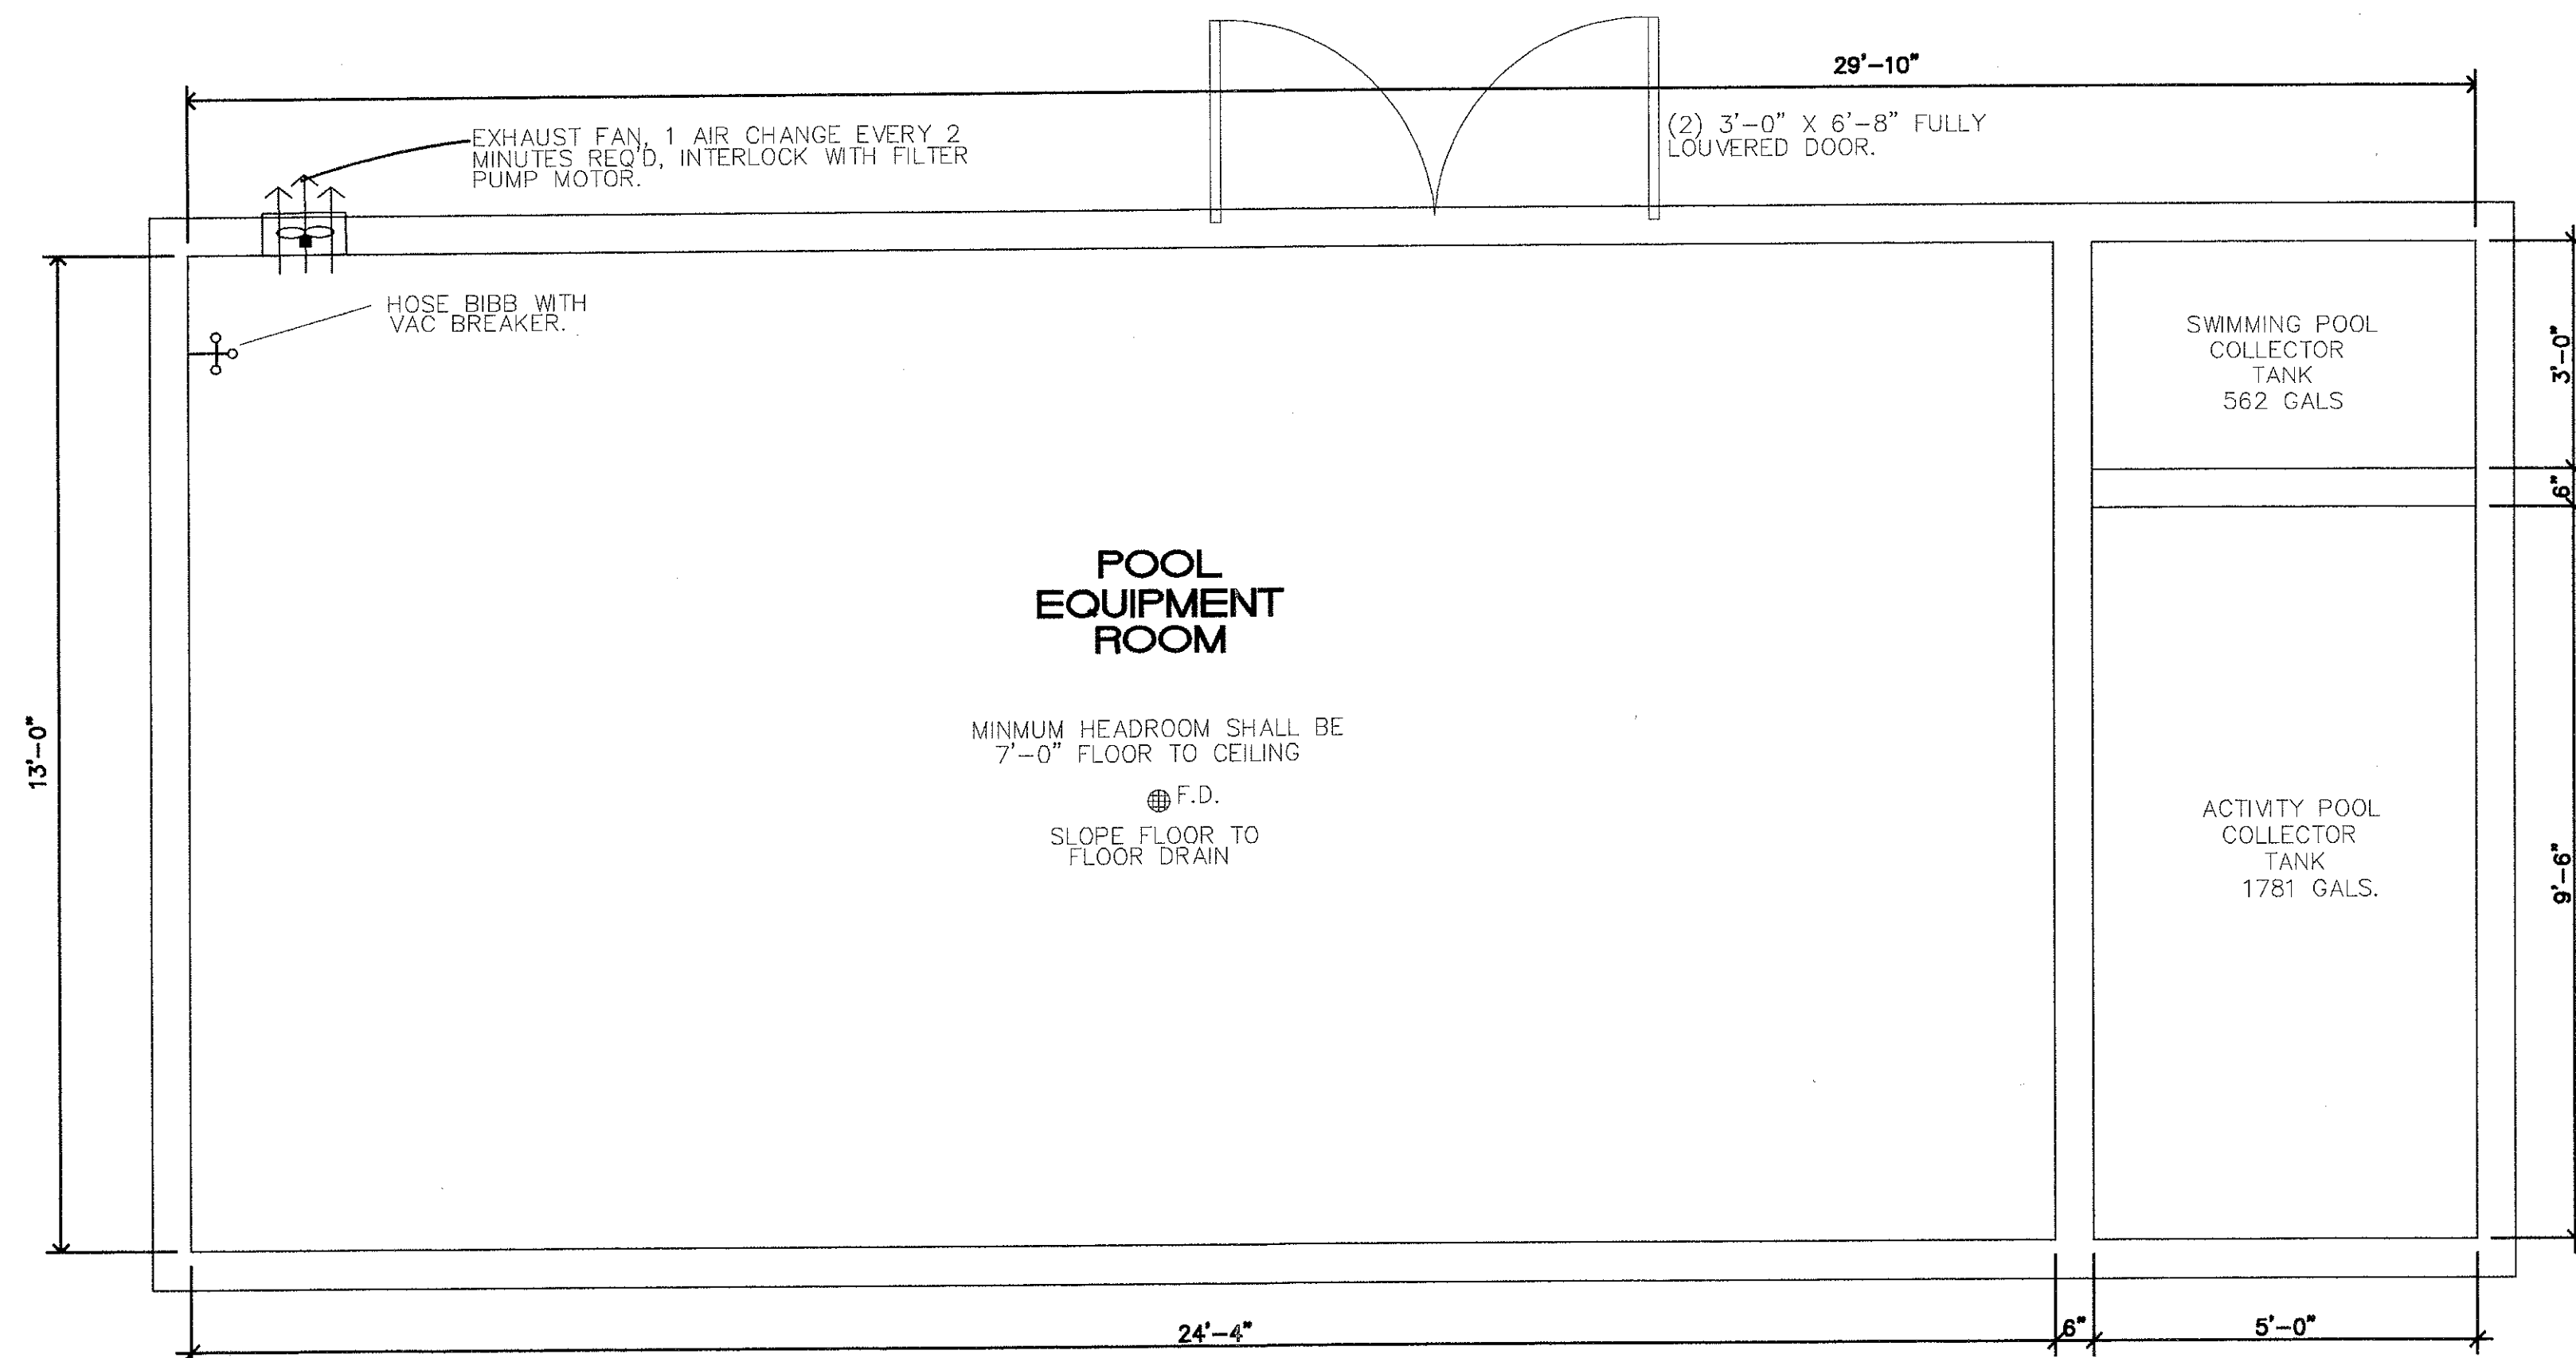 29'-10"
EXHAUST FAN, 1 AIR CHANGE EVERY 2
MINUTES REQ'D, INTERLOCK WITH FILTER
PUMP MOTOR.
(2) 3'-0" X 6'-8" FULLY
LOUVERED DOOR.
HOSE BIBB WITH
VAC BREAKER.
SWIMMING POOL
COLLECTOR
TANK
562 GALS
3'-0"
6"
POOL
EQUIPMENT
ROOM
MINMUM HEADROOM SHALL BE
7'-0" FLOOR TO CEILING
F.D.
SLOPE FLOOR TO
FLOOR DRAIN
13'-0"
ACTIVITY POOL
COLLECTOR
TANK
1781 GALS.
9'-6"
24'-4"
6"
5'-0"